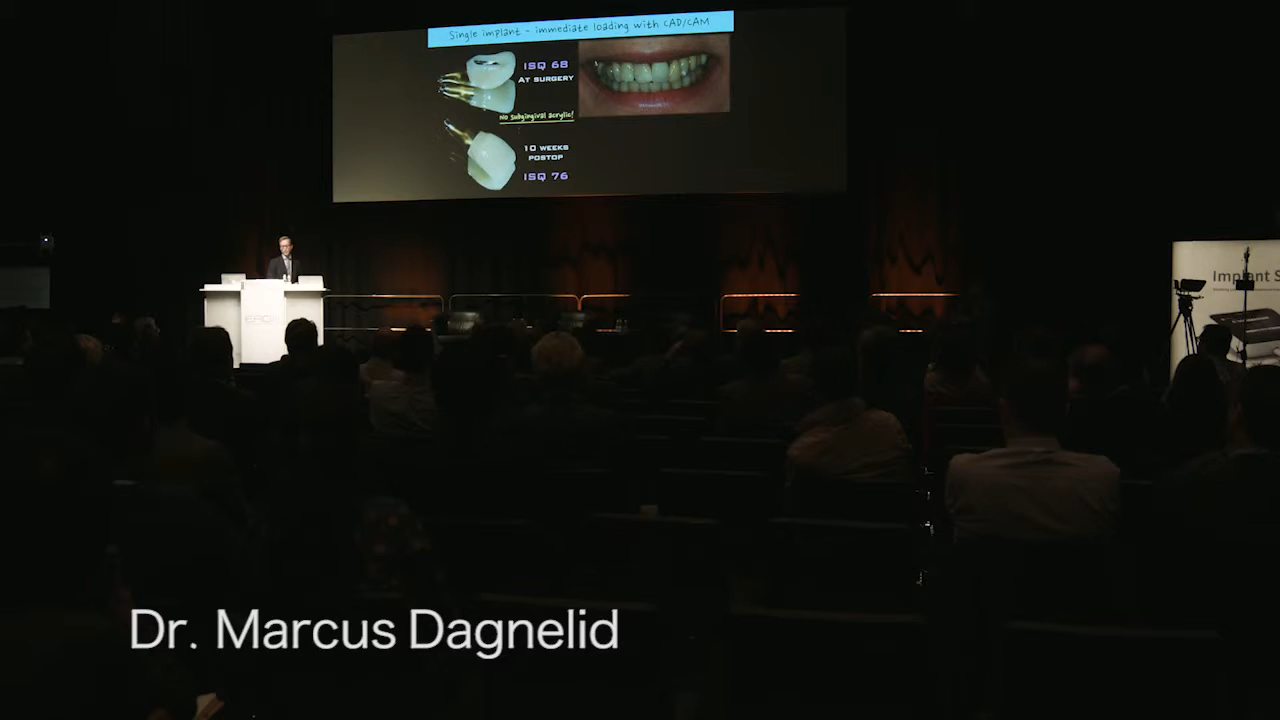 Single implant - immediate loading with CAD/CAM
ISQ 68
AT SURGERY
No subgingival acrylic!
10 WEEKS
POSTOP
ISQ 76
Implant S
Dr. Marcus Dagnelid